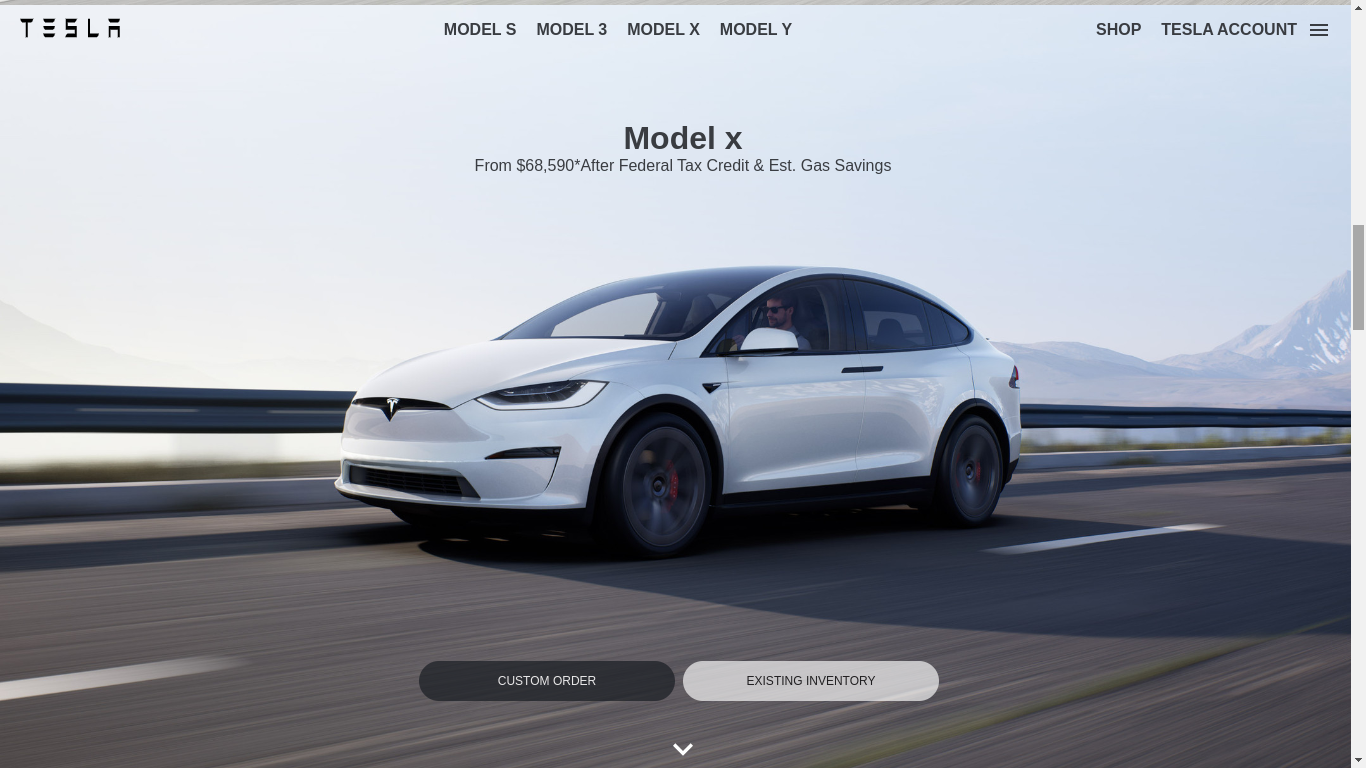 TESLA MODEL S MODEL 3 MODEL X MODEL Y SHOP TESLA ACCOUNT
Model x
From $68,590*After Federal Tax Credit & Est. Gas Savings
CUSTOM ORDER EXISTING INVENTORY